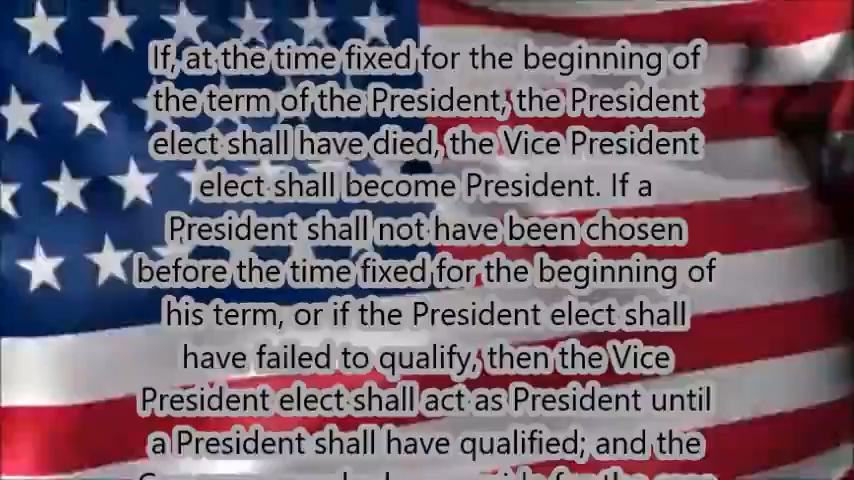 If, at the time fixed for the beginning of
the term of the President, the President
elect shall have died, the Vice President
elect shall become President. If a
President shall not have been chosen
before the time fixed for the beginning of
his term, or if the President elect shall
have failed to qualify, then the Vice
President elect shall act as President until
a President shall have qualified; and the